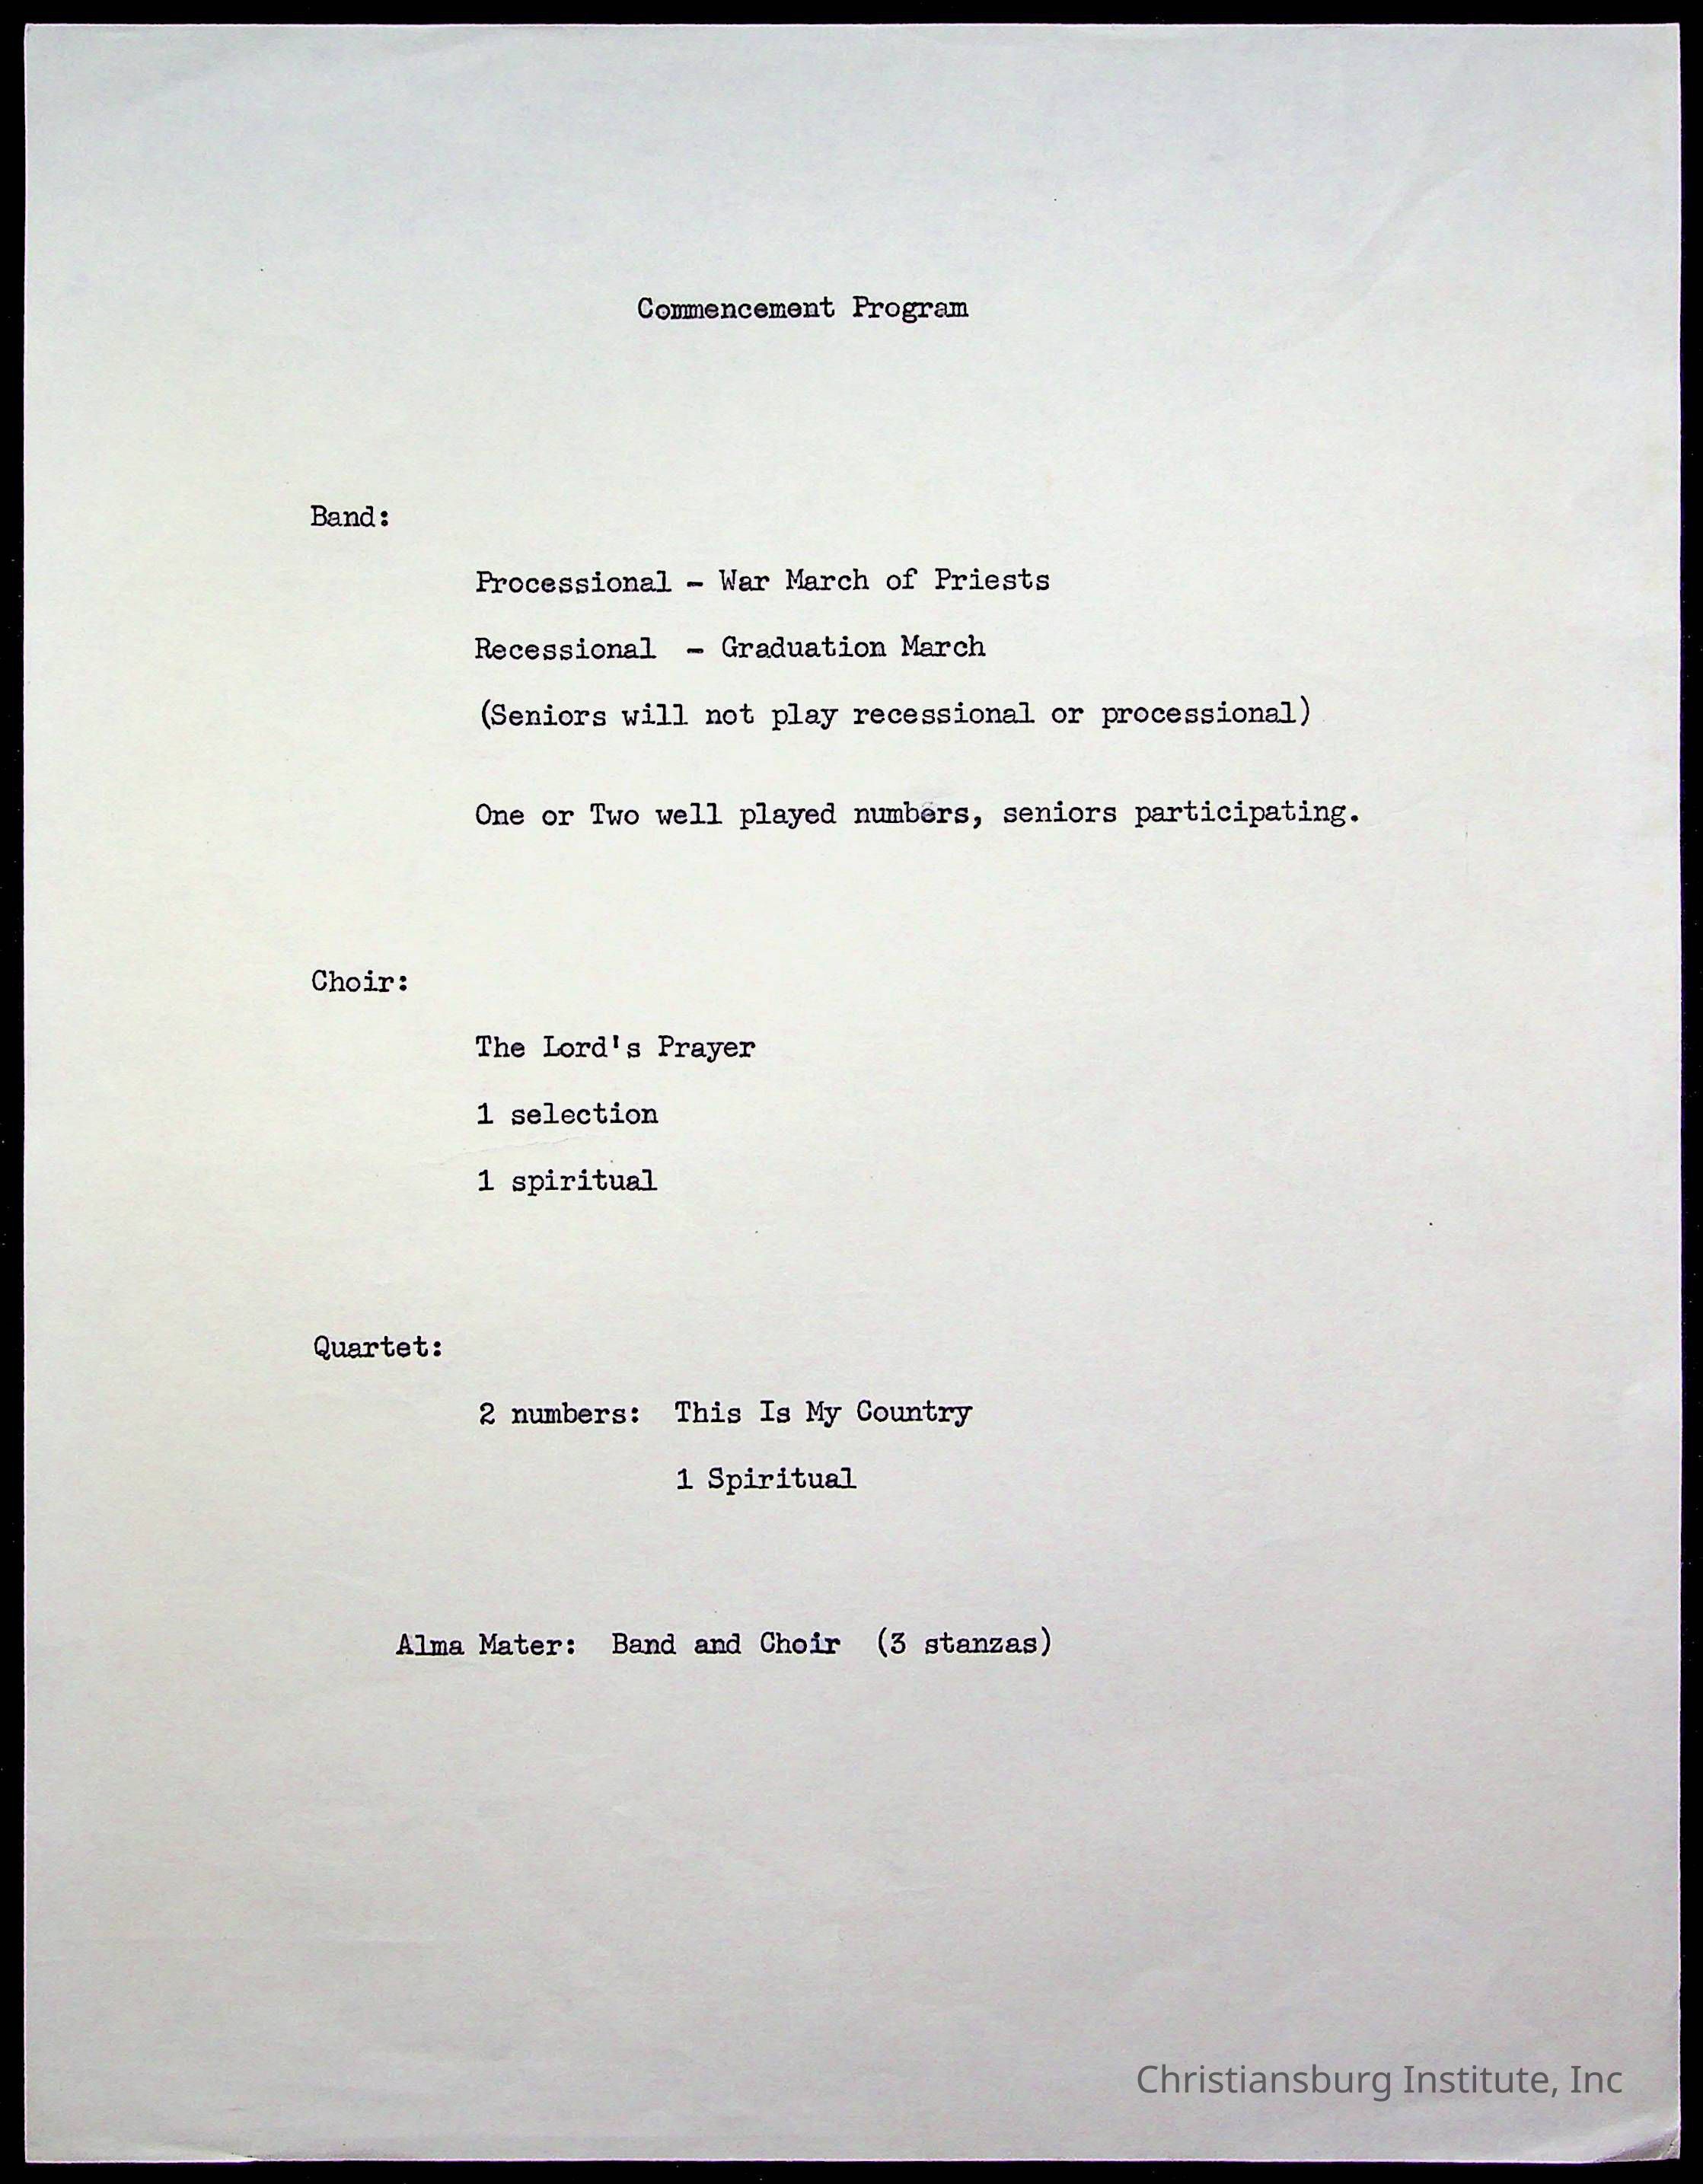 Commencement Program
Band:
Processional - War March of Priests
Recessional - Graduation March
(Seniors will not play recessional or processional)
One or Two well played numbers, seniors participating.
Choir:
The Lord's Prayer
1 selection
1 spiritual
Quartet:
2 numbers: This Is My Country
1 Spiritual
Alma Mater: Band and Choir (3 stanzas)
Christiansburg Institute, Inc